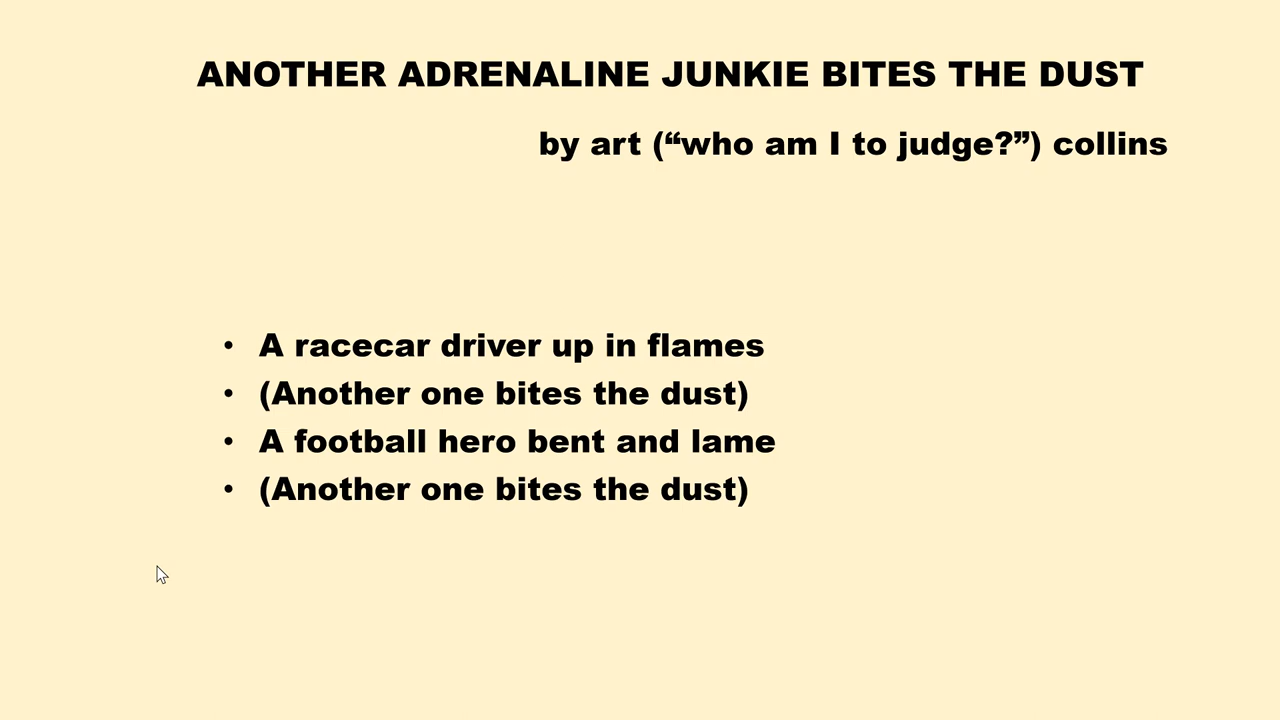 ANOTHER ADRENALINE JUNKIE BITES THE DUST
by art (“who am I to judge?”) collins
• A racecar driver up in flames
• (Another one bites the dust)
• A football hero bent and lame
• (Another one bites the dust)